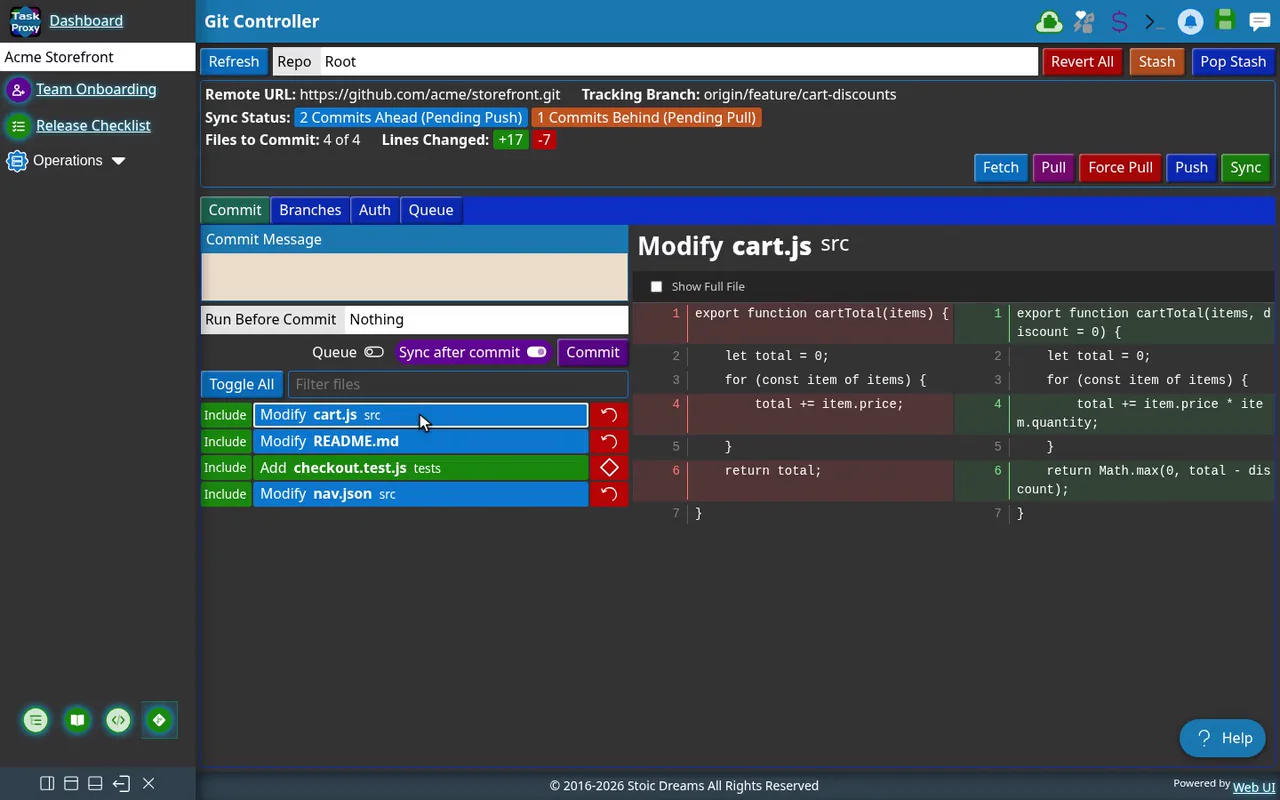 Task Proxy
Dashboard
Git Controller
Acme Storefront
Team Onboarding
Release Checklist
Operations
Refresh
Repo
Root
Revert All
Stash
Pop Stash
Remote URL: https://github.com/acme/storefront.git Tracking Branch: origin/feature/cart-discounts
Sync Status: 2 Commits Ahead (Pending Push) 1 Commits Behind (Pending Pull)
Files to Commit: 4 of 4 Lines Changed: +17 -7
Fetch
Pull
Force Pull
Push
Sync
Commit
Branches
Auth
Queue
Commit Message
Run Before Commit
Nothing
Queue
Sync after commit
Commit
Toggle All
Filter files
Include Modify cart.js src
Include Modify README.md
Include Add checkout.test.js tests
Include Modify nav.json src
Modify cart.js src
Show Full File
1 export function cartTotal(items) {
2 let total = 0;
3 for (const item of items) {
4 total += item.price;
5 }
6 return total;
7 }
1 export function cartTotal(items, d
iscount = 0) {
2 let total = 0;
3 for (const item of items) {
4 total += item.price * ite
m.quantity;
5 }
6 return Math.max(0, total - dis
count);
7 }
? Help
© 2016-2026 Stoic Dreams All Rights Reserved
Powered by Web UI